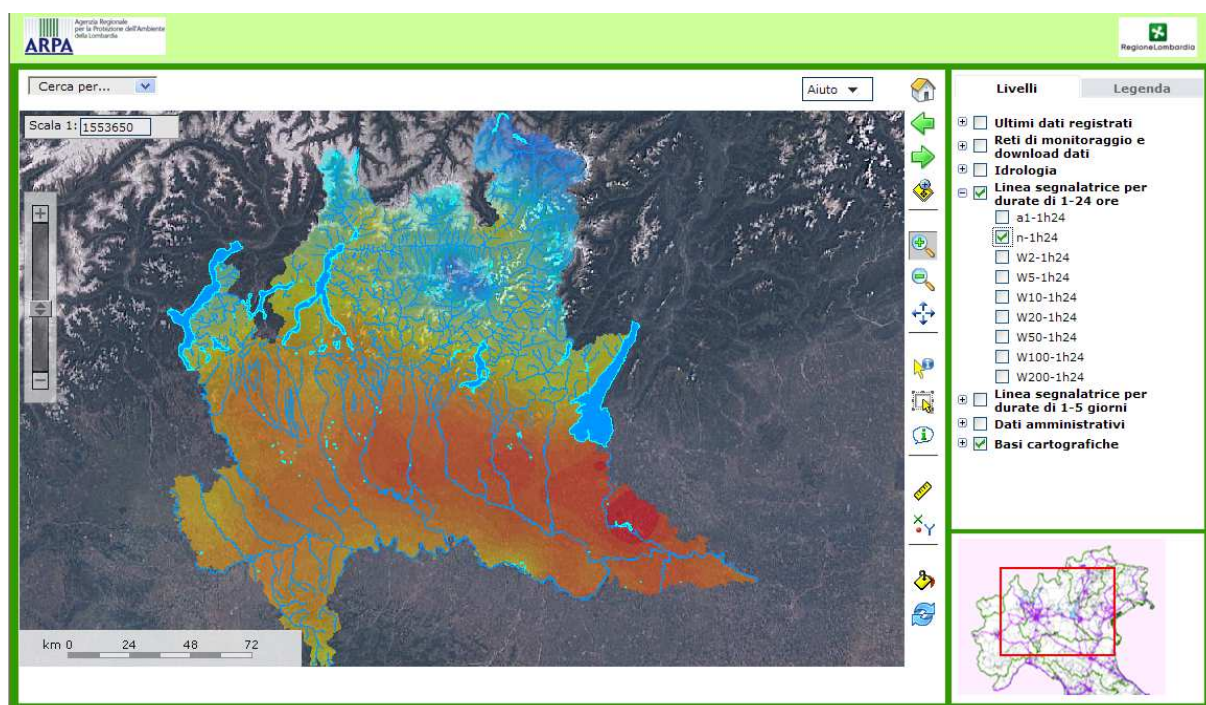 Agenzia Regionale
per la Protezione dell'Ambiente
della Lombardia
ARPA
RegioneLombardia
Cerca per...
Aiuto
Scala 1: 1553650
km 0 24 48 72
Livelli Legenda
Ultimi dati registrati
Reti di monitoraggio e
download dati
Idrologia
Linea segnalatrice per
durate di 1-24 ore
a1-1h24
n-1h24
W2-1h24
W5-1h24
W10-1h24
W20-1h24
W50-1h24
W100-1h24
W200-1h24
Linea segnalatrice per
durate di 1-5 giorni
Dati amministrativi
Basi cartografiche
X
Y